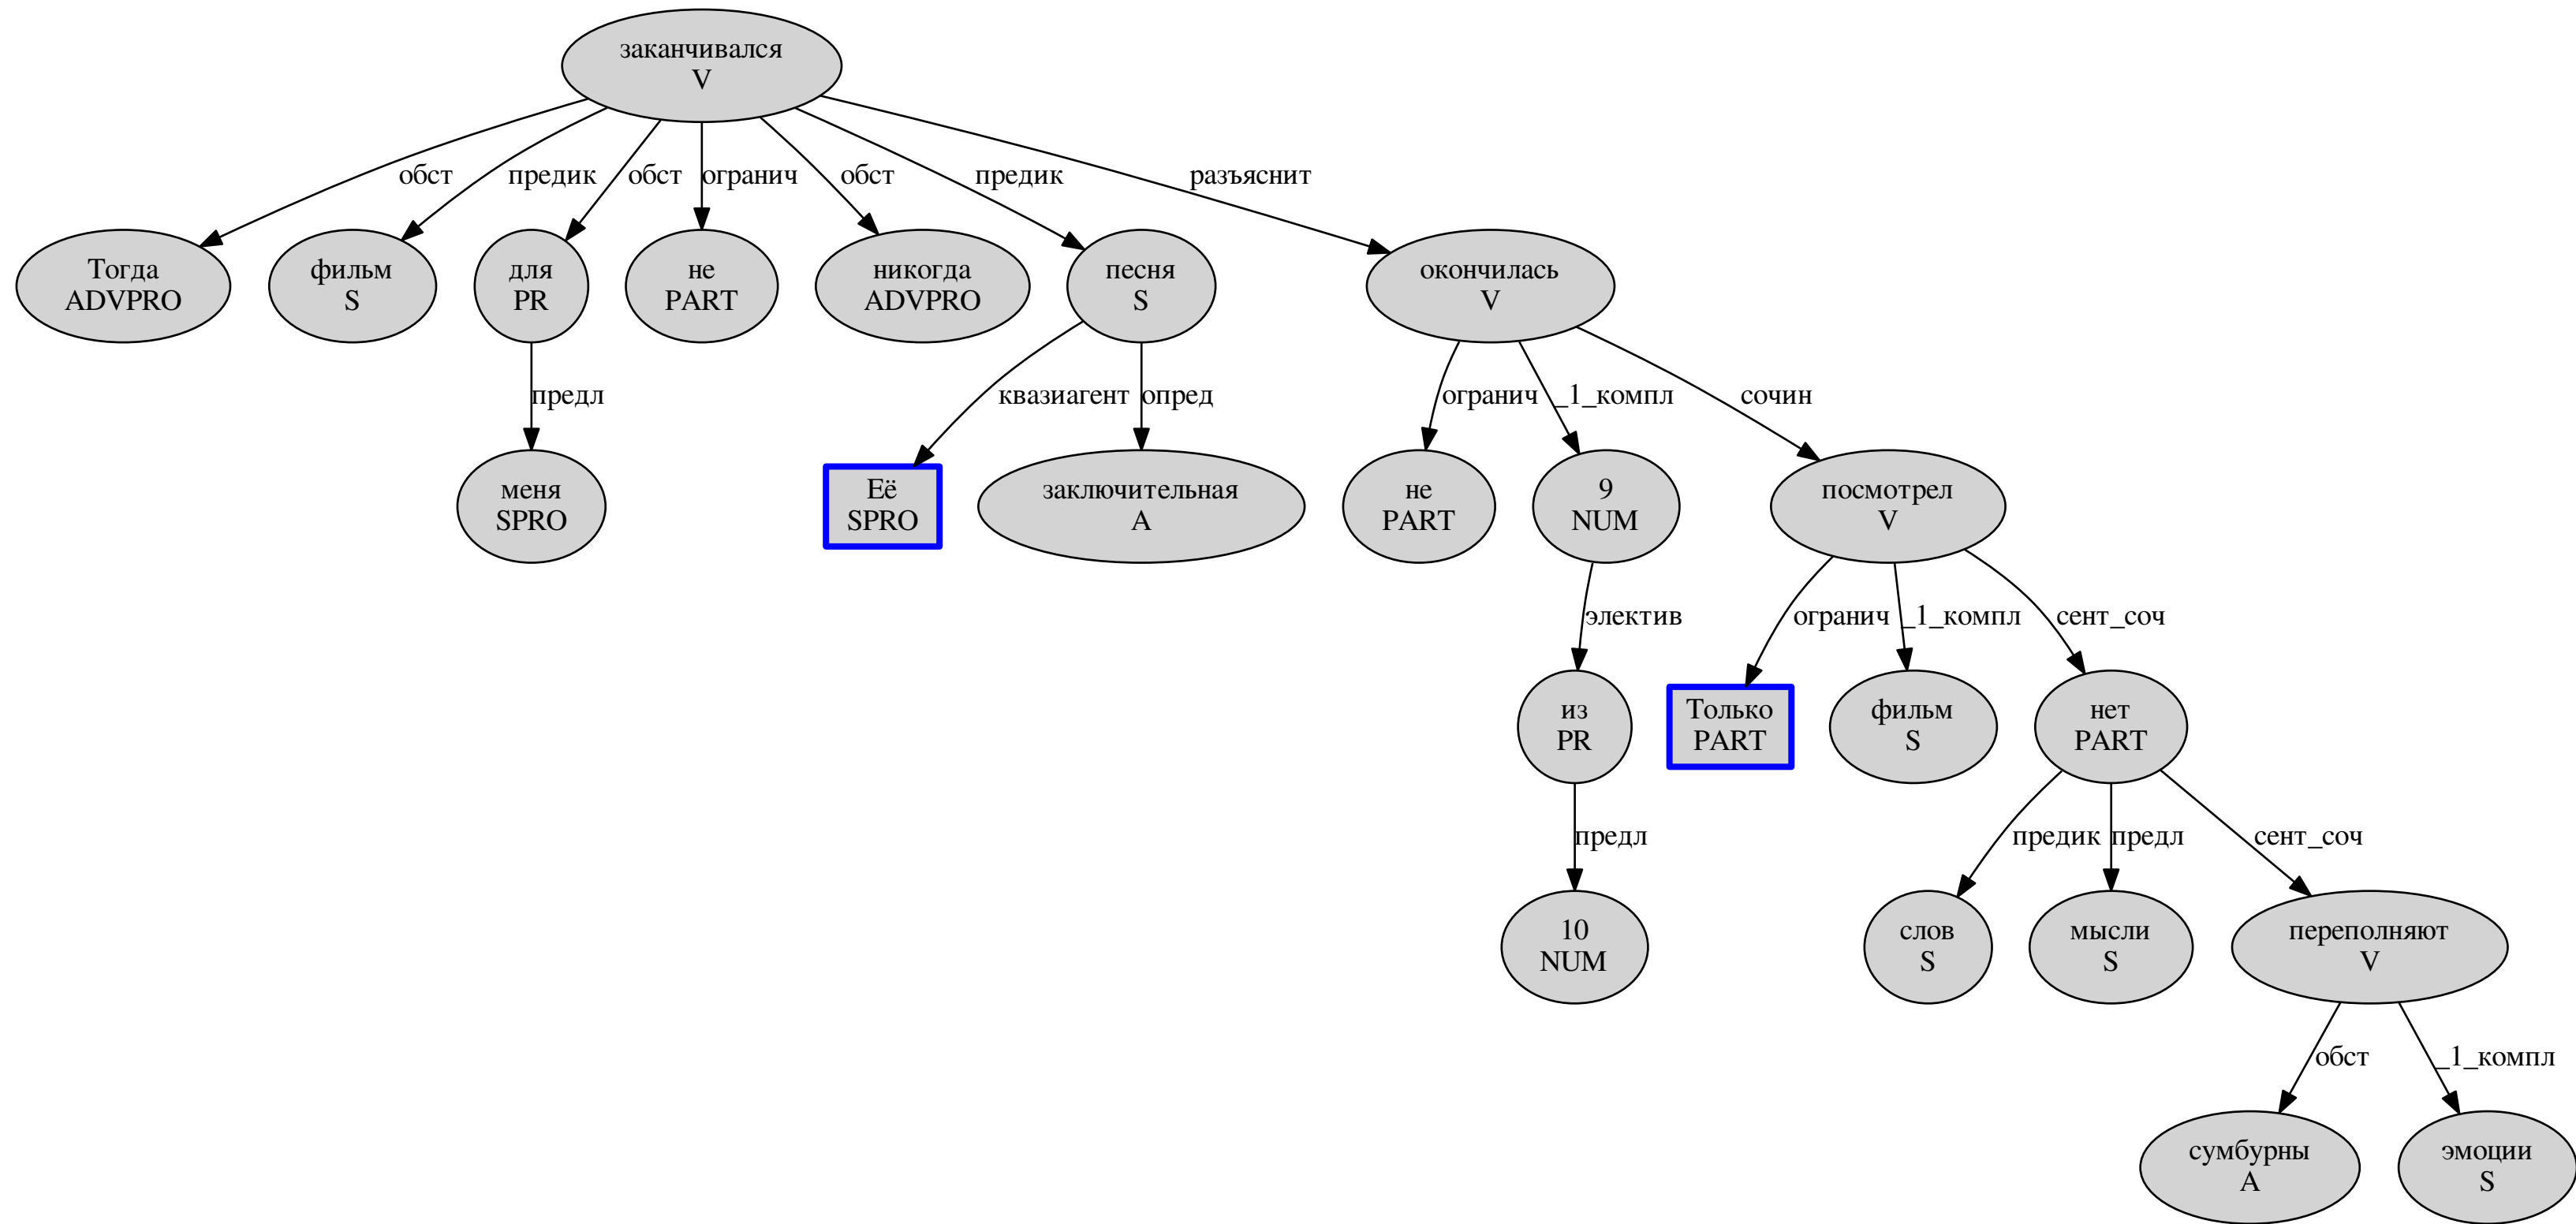 заканчивался
V
обст
предик
обст
огранич
обст
предик
разъяснит
Тогда
ADVPRO
фильм
S
для
PR
не
PART
никогда
ADVPRO
песня
S
окончилась
V
предл
квазиагент
опред
огранич
_1_компл
сочин
меня
SPRO
Её
SPRO
заключительная
A
не
PART
9
NUM
посмотрел
V
электив
огранич
_1_компл
сент_соч
из
PR
Только
PART
фильм
S
нет
PART
предл
предик
предл
сент_соч
10
NUM
слов
S
мысли
S
переполняют
V
обст
_1_компл
сумбурны
A
эмоции
S